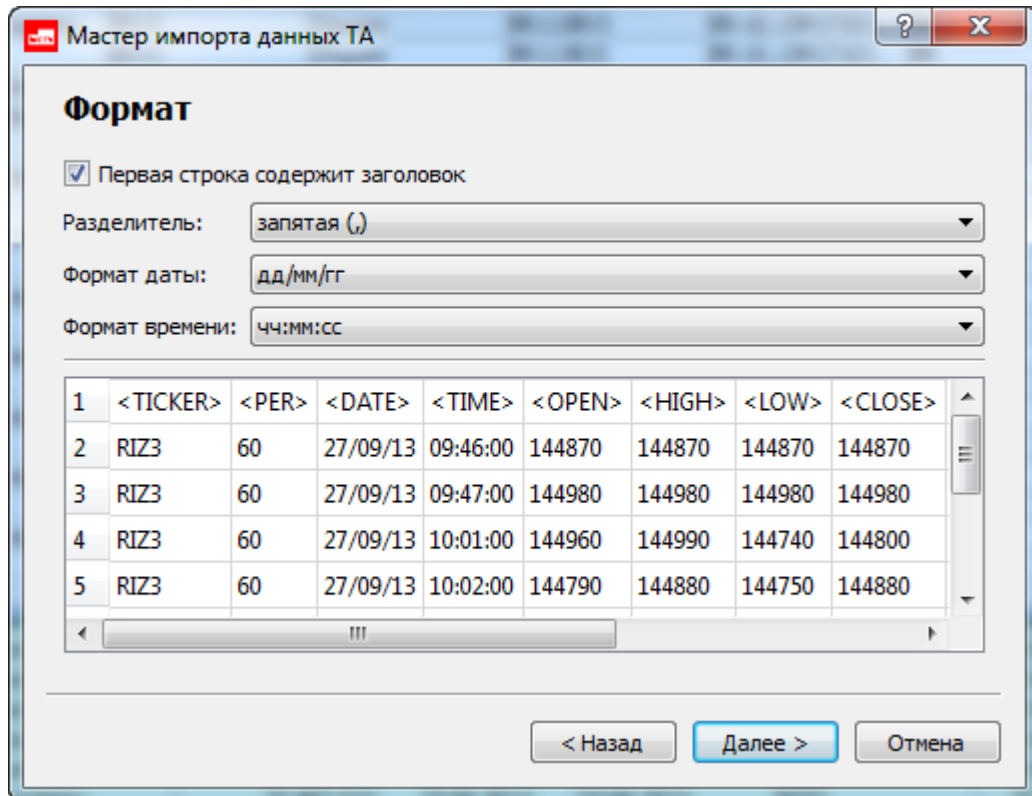 Мастер импорта данных ТА
Формат
Первая строка содержит заголовок
Разделитель: запятая (,)
Формат даты: дд/мм/гг
Формат времени: чч:мм:сс
1 <TICKER> <PER> <DATE> <TIME> <OPEN> <HIGH> <LOW> <CLOSE>
2 RIZ3 60 27/09/13 09:46:00 144870 144870 144870 144870
3 RIZ3 60 27/09/13 09:47:00 144980 144980 144980 144980
4 RIZ3 60 27/09/13 10:01:00 144960 144990 144740 144800
5 RIZ3 60 27/09/13 10:02:00 144790 144880 144750 144880
< Назад Далее > Отмена